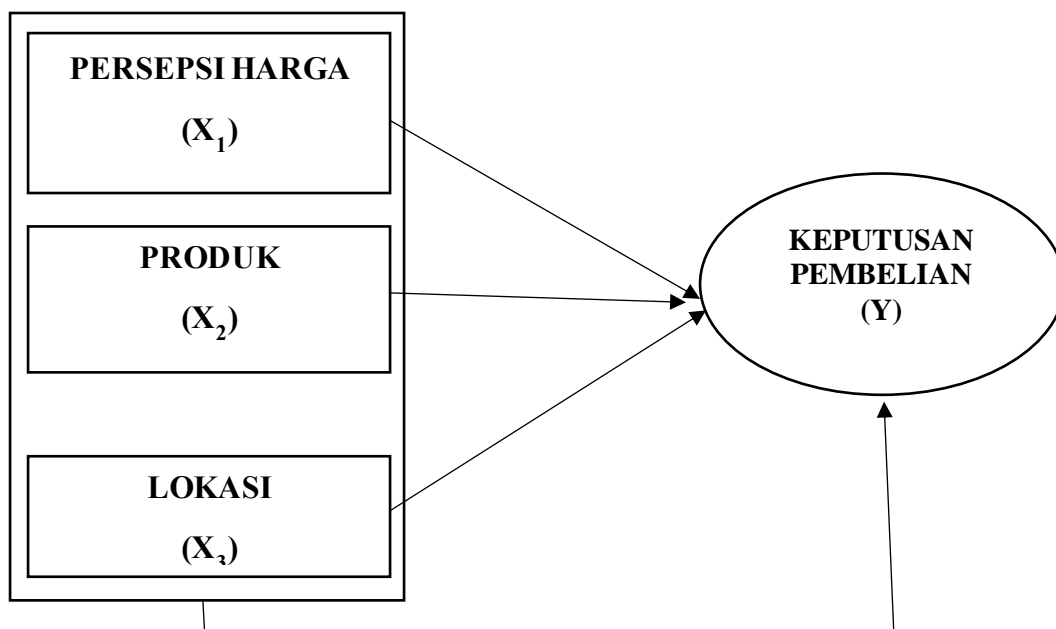 PERSEPSI HARGA
(X₁)
PRODUK
(X₂)
LOKASI
(X₃)
KEPUTUSAN
PEMBELIAN
(Y)